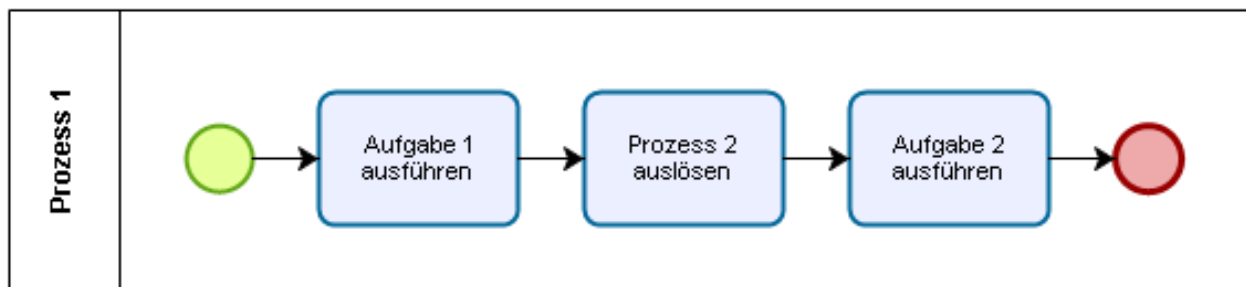 Prozess 1
Aufgabe 1
ausführen
Prozess 2
auslösen
Aufgabe 2
ausführen